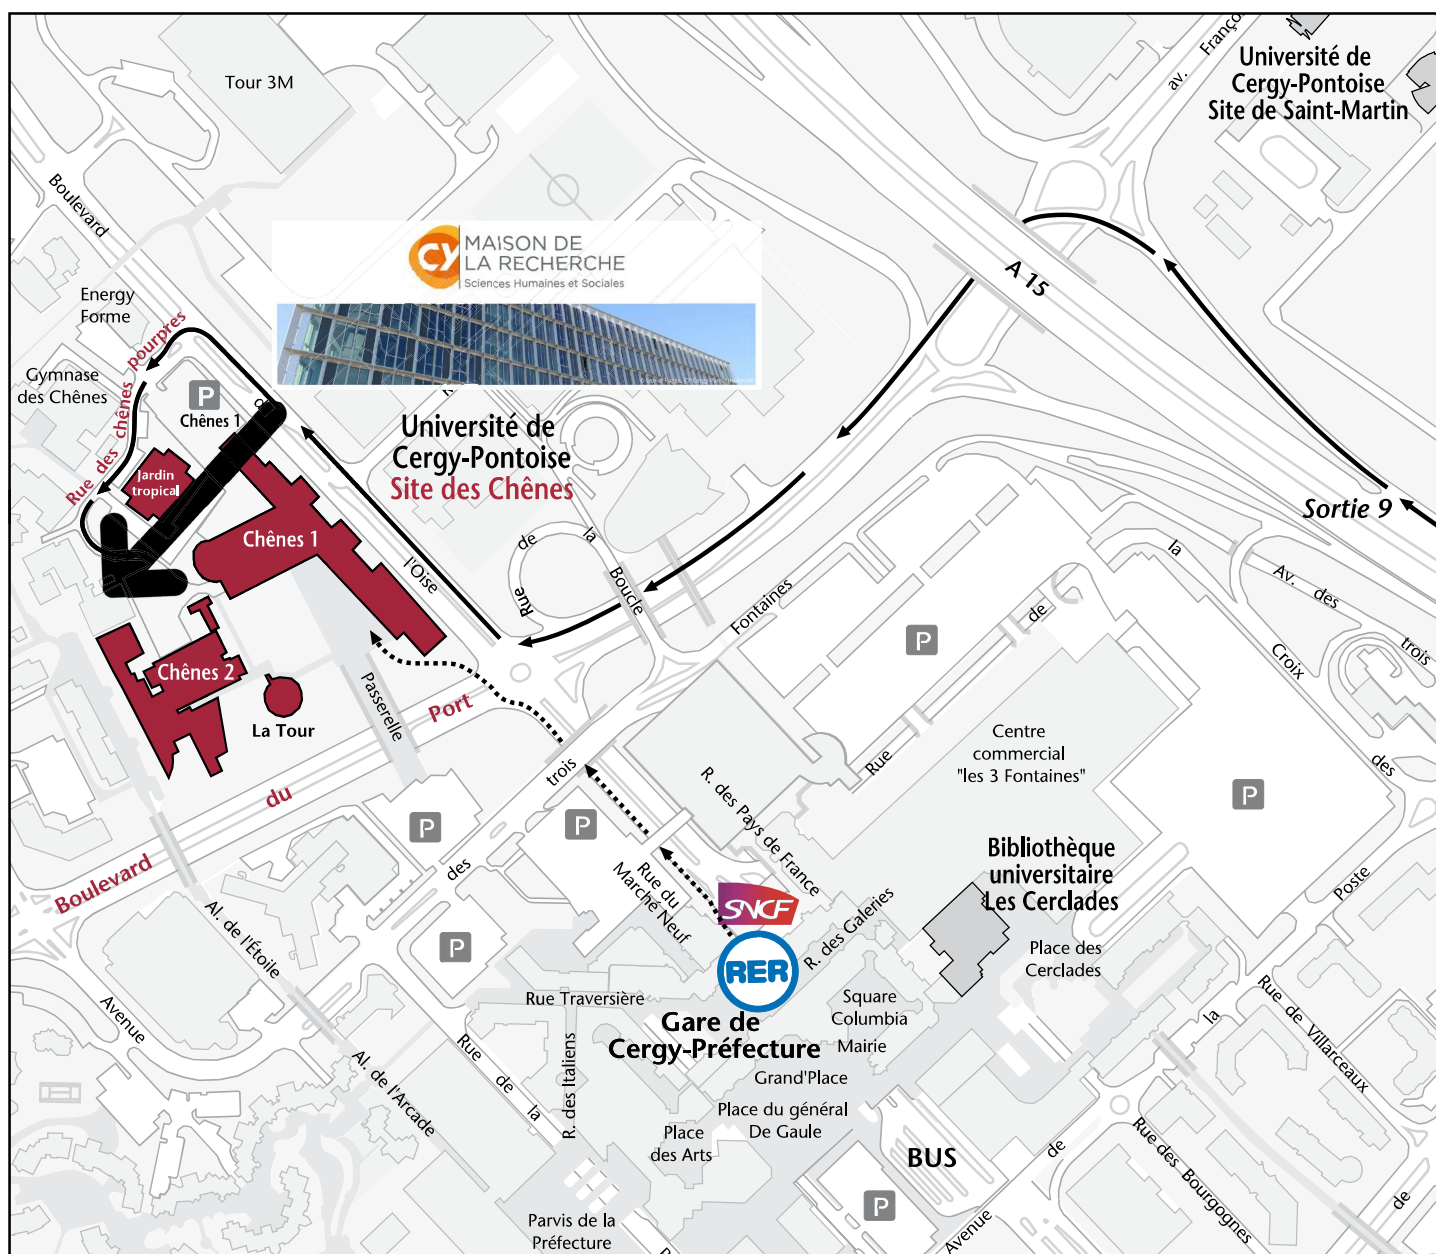 Tour 3M
Université de
Cergy-Pontoise
Site de Saint-Martin
av.
Boulevard
A 15
MAISON DE
LA RECHERCHE
Sciences Humaines et Sociales
CY
Energy
Forme
Gymnase
des Chênes
Rue des chênes pourpres
P
Chênes 1
Jardin
tropical
Université de
Cergy-Pontoise
Site des Chênes
Chênes 1
l'Oise
Rue
de
la
Boucle
Sortie 9
Chênes 2
La Tour
Passerelle
Boulevard
du
Port
trois
Fontaines
des
Rue
de
la
Croix
des
Av. des
trois
P
Centre
commercial
"les 3 Fontaines"
P
P
P
P
R. des Pays de France
Rue du
Marché Neuf
SNCF
RER
R. des Galeries
Bibliothèque
universitaire
Les Cerclades
Place des
Cerclades
Poste
la
Rue de Villarceaux
Al. de l'Étoile
Avenue
Al. de l'Arcade
Rue Traversière
R. des Italiens
Rue
de
la
Gare de
Cergy-Préfecture
Square
Columbia
Mairie
Grand'Place
Place du général
De Gaule
Place
des Arts
BUS
P
Parvis de la
Préfecture
Avenue
de
Rue des Bourgognes
de